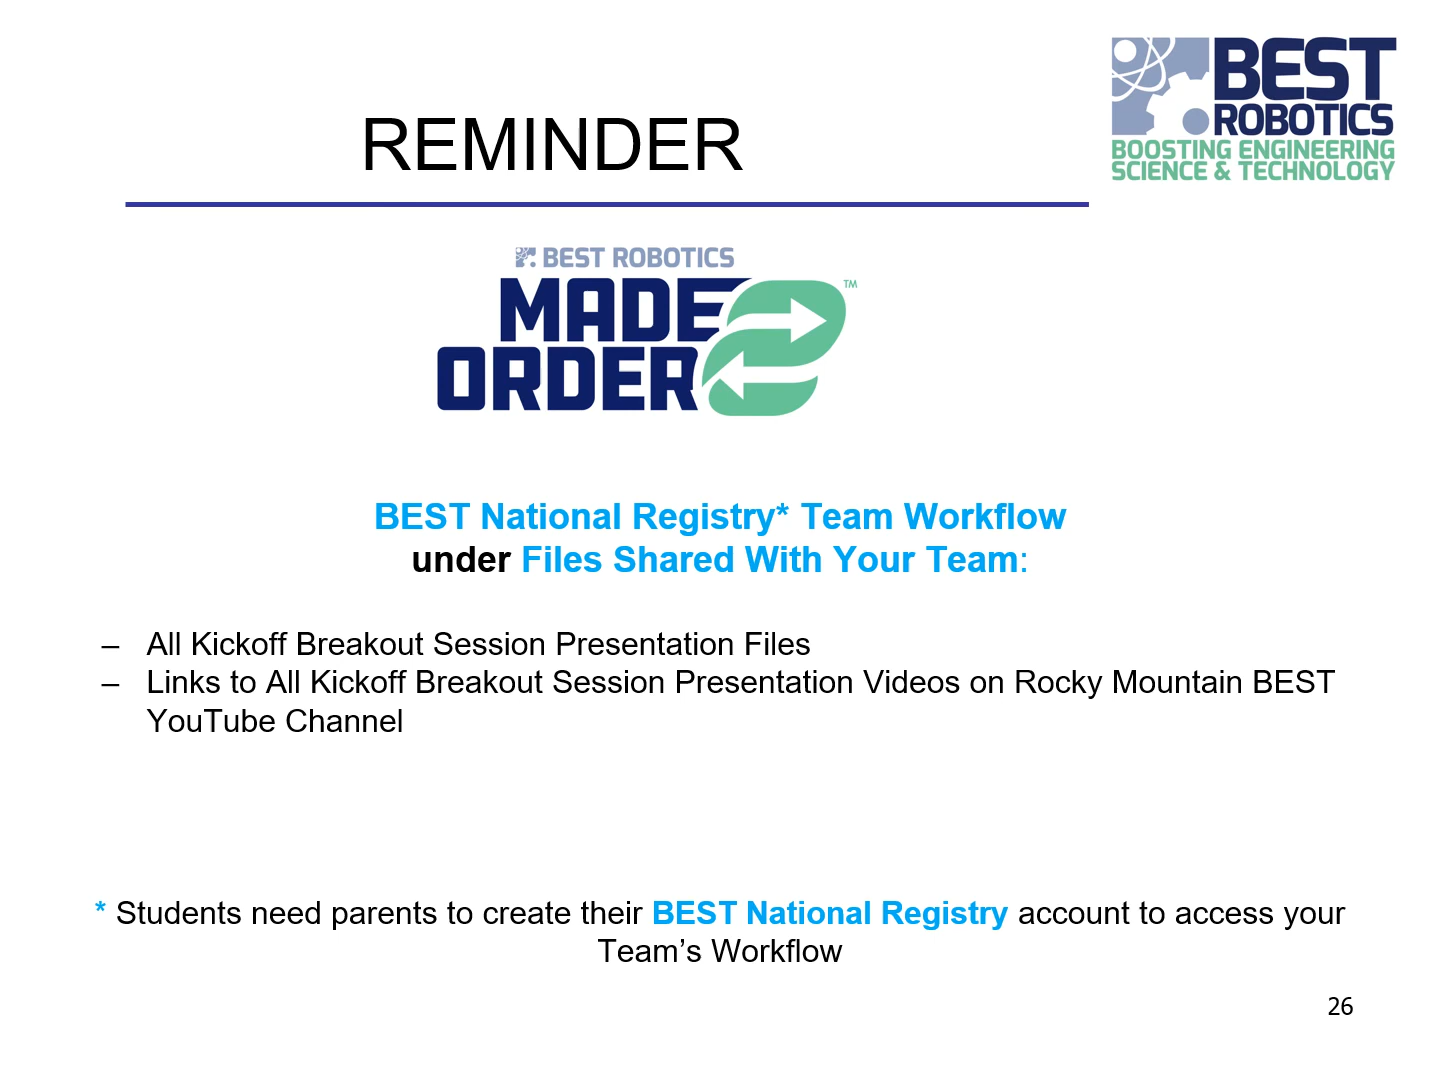 BEST
ROBOTICS
BOOSTING ENGINEERING
SCIENCE & TECHNOLOGY
REMINDER
BEST ROBOTICS
MADE
ORDER
TM
BEST National Registry* Team Workflow
under Files Shared With Your Team:
– All Kickoff Breakout Session Presentation Files
– Links to All Kickoff Breakout Session Presentation Videos on Rocky Mountain BEST
YouTube Channel
* Students need parents to create their BEST National Registry account to access your
Team’s Workflow
26